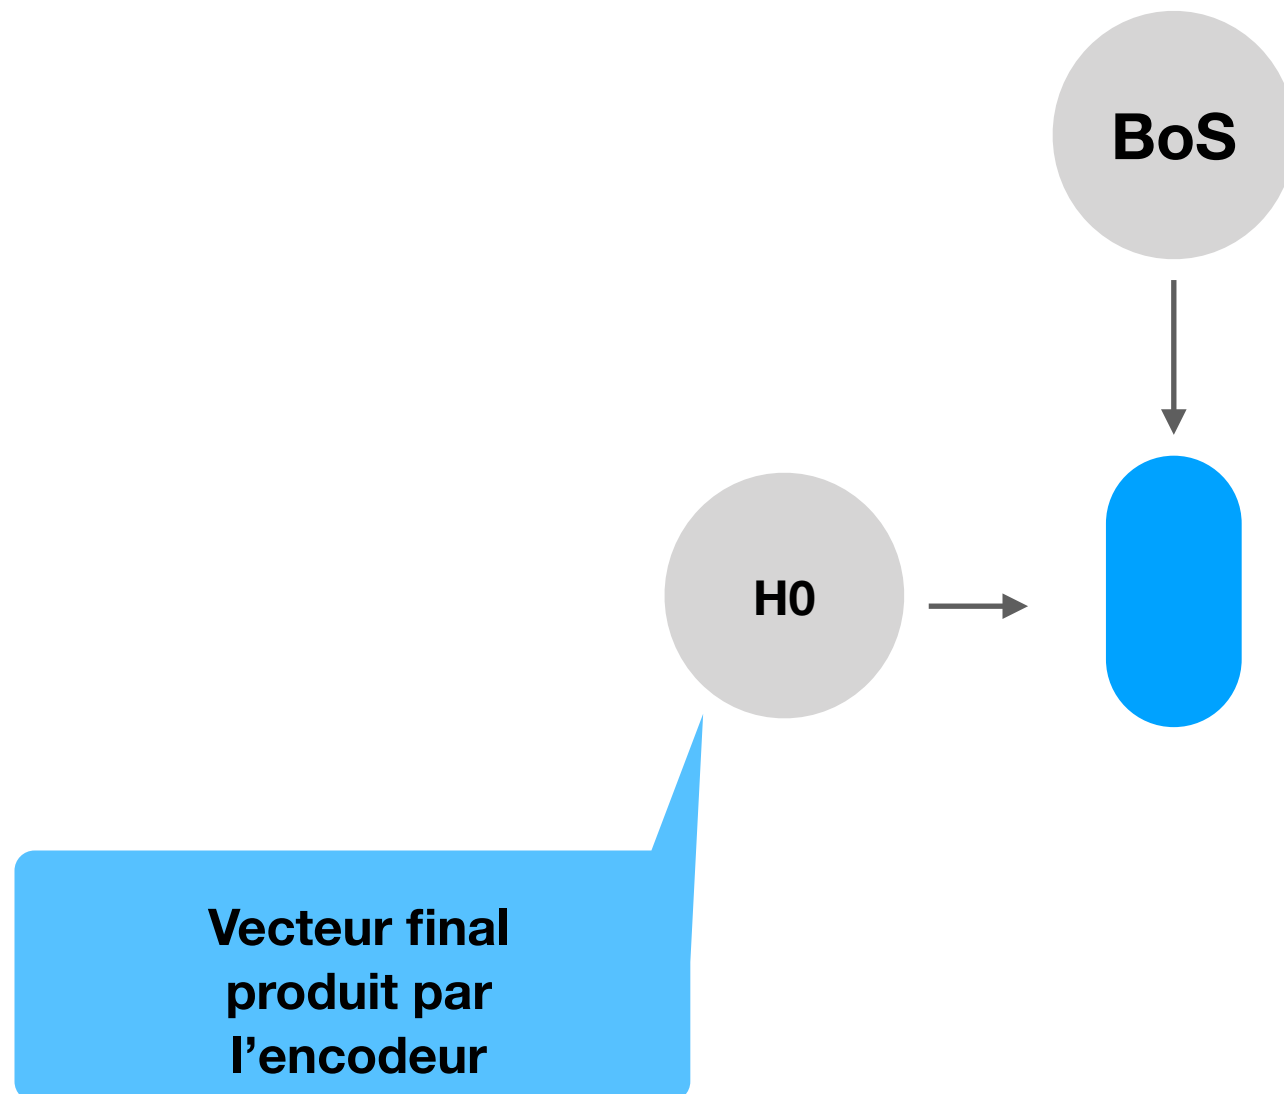 BoS
H0
Vecteur final
produit par
l’encodeur